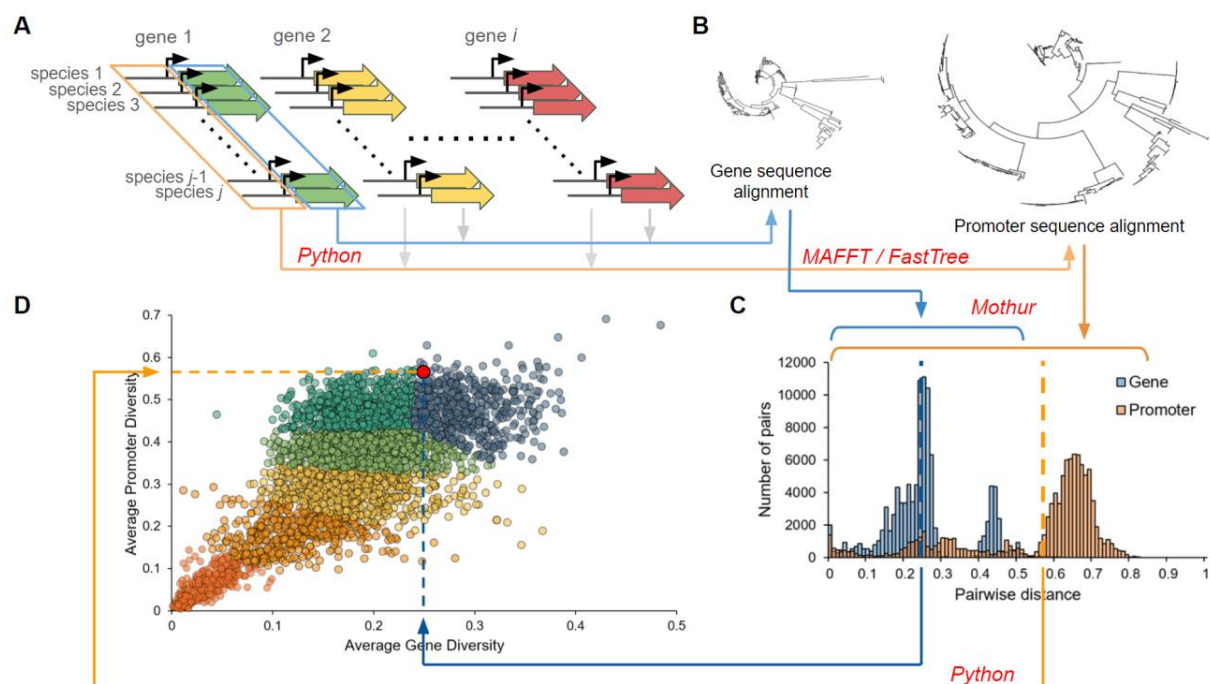 A
gene 1
gene 2
gene i
species 1
species 2
species 3
species j-1
species j
Python
B
Gene sequence
alignment
Promoter sequence alignment
MAFFT / FastTree
Mothur
D
0.7
0.6
0.5
0.4
0.3
0.2
0.1
0
Average Promoter Diversity
0 0.1 0.2 0.3 0.4 0.5
Average Gene Diversity
C
12000
10000
8000
6000
4000
2000
0
Number of pairs
Gene
Promoter
0 0.1 0.2 0.3 0.4 0.5 0.6 0.7 0.8 0.9 1
Pairwise distance
Python